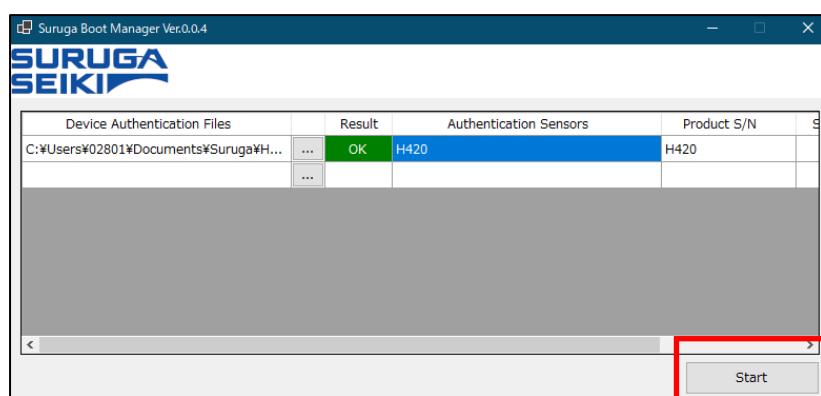 Suruga Boot Manager Ver.0.0.4
SURUGA
SEIKI
Device Authentication Files Result Authentication Sensors Product S/N S
C:¥Users¥02801¥Documents¥Suruga¥H... ... OK H420 H420
...
Start